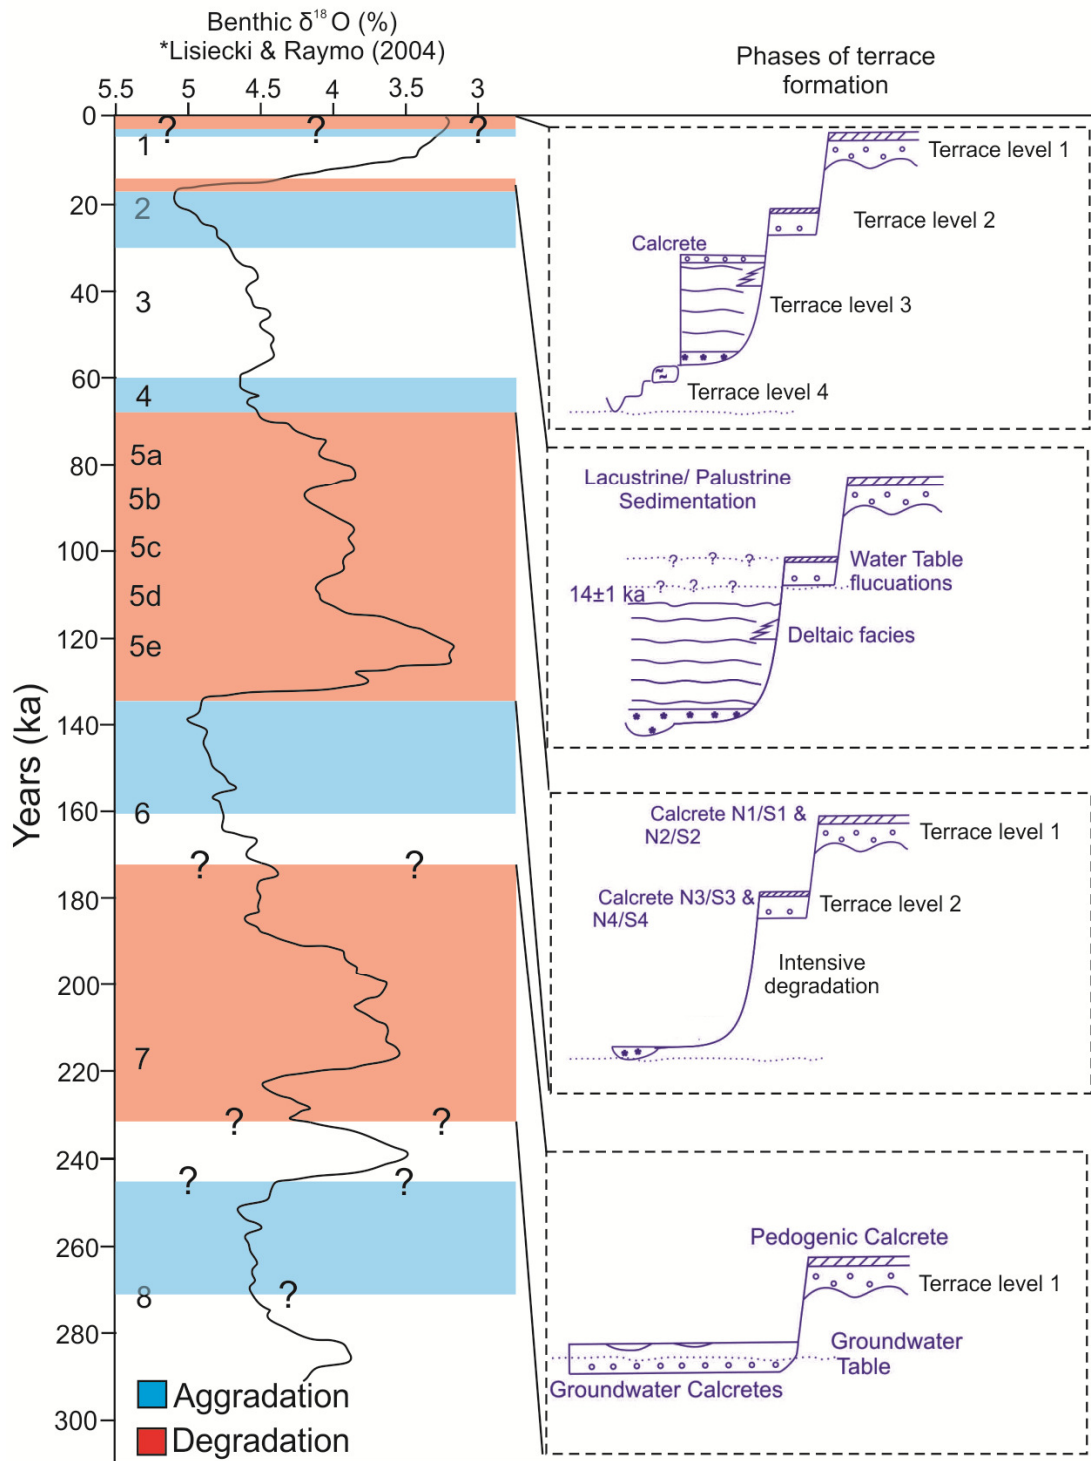 Benthic δ¹⁸O (%)
*Lisiecki & Raymo (2004)
5.5 5 4.5 4 3.5 3
Years (ka)
0
20
40
60
80
100
120
140
160
180
200
220
240
260
280
300
? ? ?
1
2
3
4
5a
5b
5c
5d
5e
6
? ?
7
? ?
? ?
8 ?
Aggradation
Degradation
Phases of terrace
formation
Terrace level 1
Terrace level 2
Calcrete
Terrace level 3
Terrace level 4
Lacustrine/ Palustrine
Sedimentation
? ? ?
Water Table
flucuations
? ? ?
14±1 ka
Deltaic facies
Calcrete N1/S1 &
N2/S2
Terrace level 1
Calcrete N3/S3 &
N4/S4
Terrace level 2
Intensive
degradation
Pedogenic Calcrete
Terrace level 1
Groundwater
Table
Groundwater Calcretes